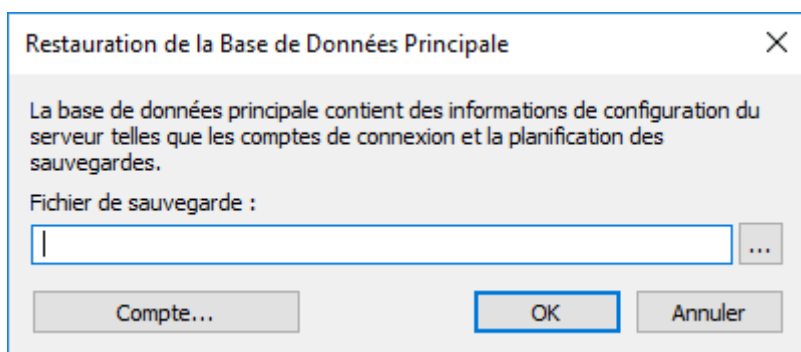 Restauration de la Base de Données Principale
La base de données principale contient des informations de configuration du
serveur telles que les comptes de connexion et la planification des
sauvegardes.
Fichier de sauvegarde :
...
Compte...
OK
Annuler